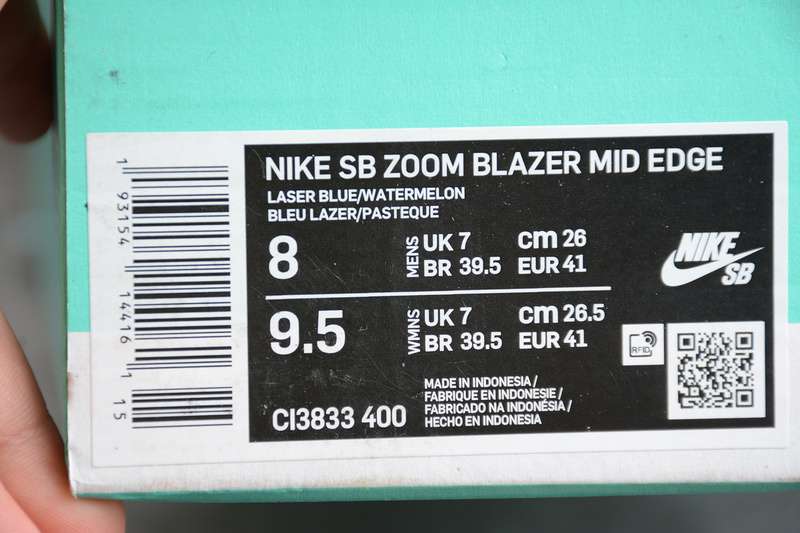 1 93154 14416 1 15
NIKE SB ZOOM BLAZER MID EDGE
LASER BLUE/WATERMELON
BLEU LAZER/PASTEQUE
8 MENS UK 7 cm 26
BR 39.5 EUR 41
9.5 WMNS UK 7 cm 26.5
BR 39.5 EUR 41
NIKE
SB
RFID
CI3833 400
MADE IN INDONESIA /
FABRIQUE EN INDONESIE /
FABRICADO NA INDONÉSIA /
HECHO EN INDONESIA